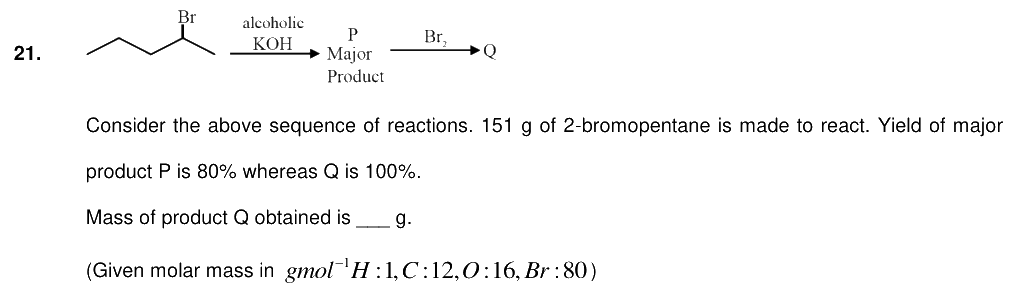 Br
alcoholic
KOH
P
Major
Product
Br₂
Q
21.
Consider the above sequence of reactions. 151 g of 2-bromopentane is made to react. Yield of major
product P is 80% whereas Q is 100%.
Mass of product Q obtained is ___ g.
(Given molar mass in gmol⁻¹H:1,C:12,O:16,Br:80)